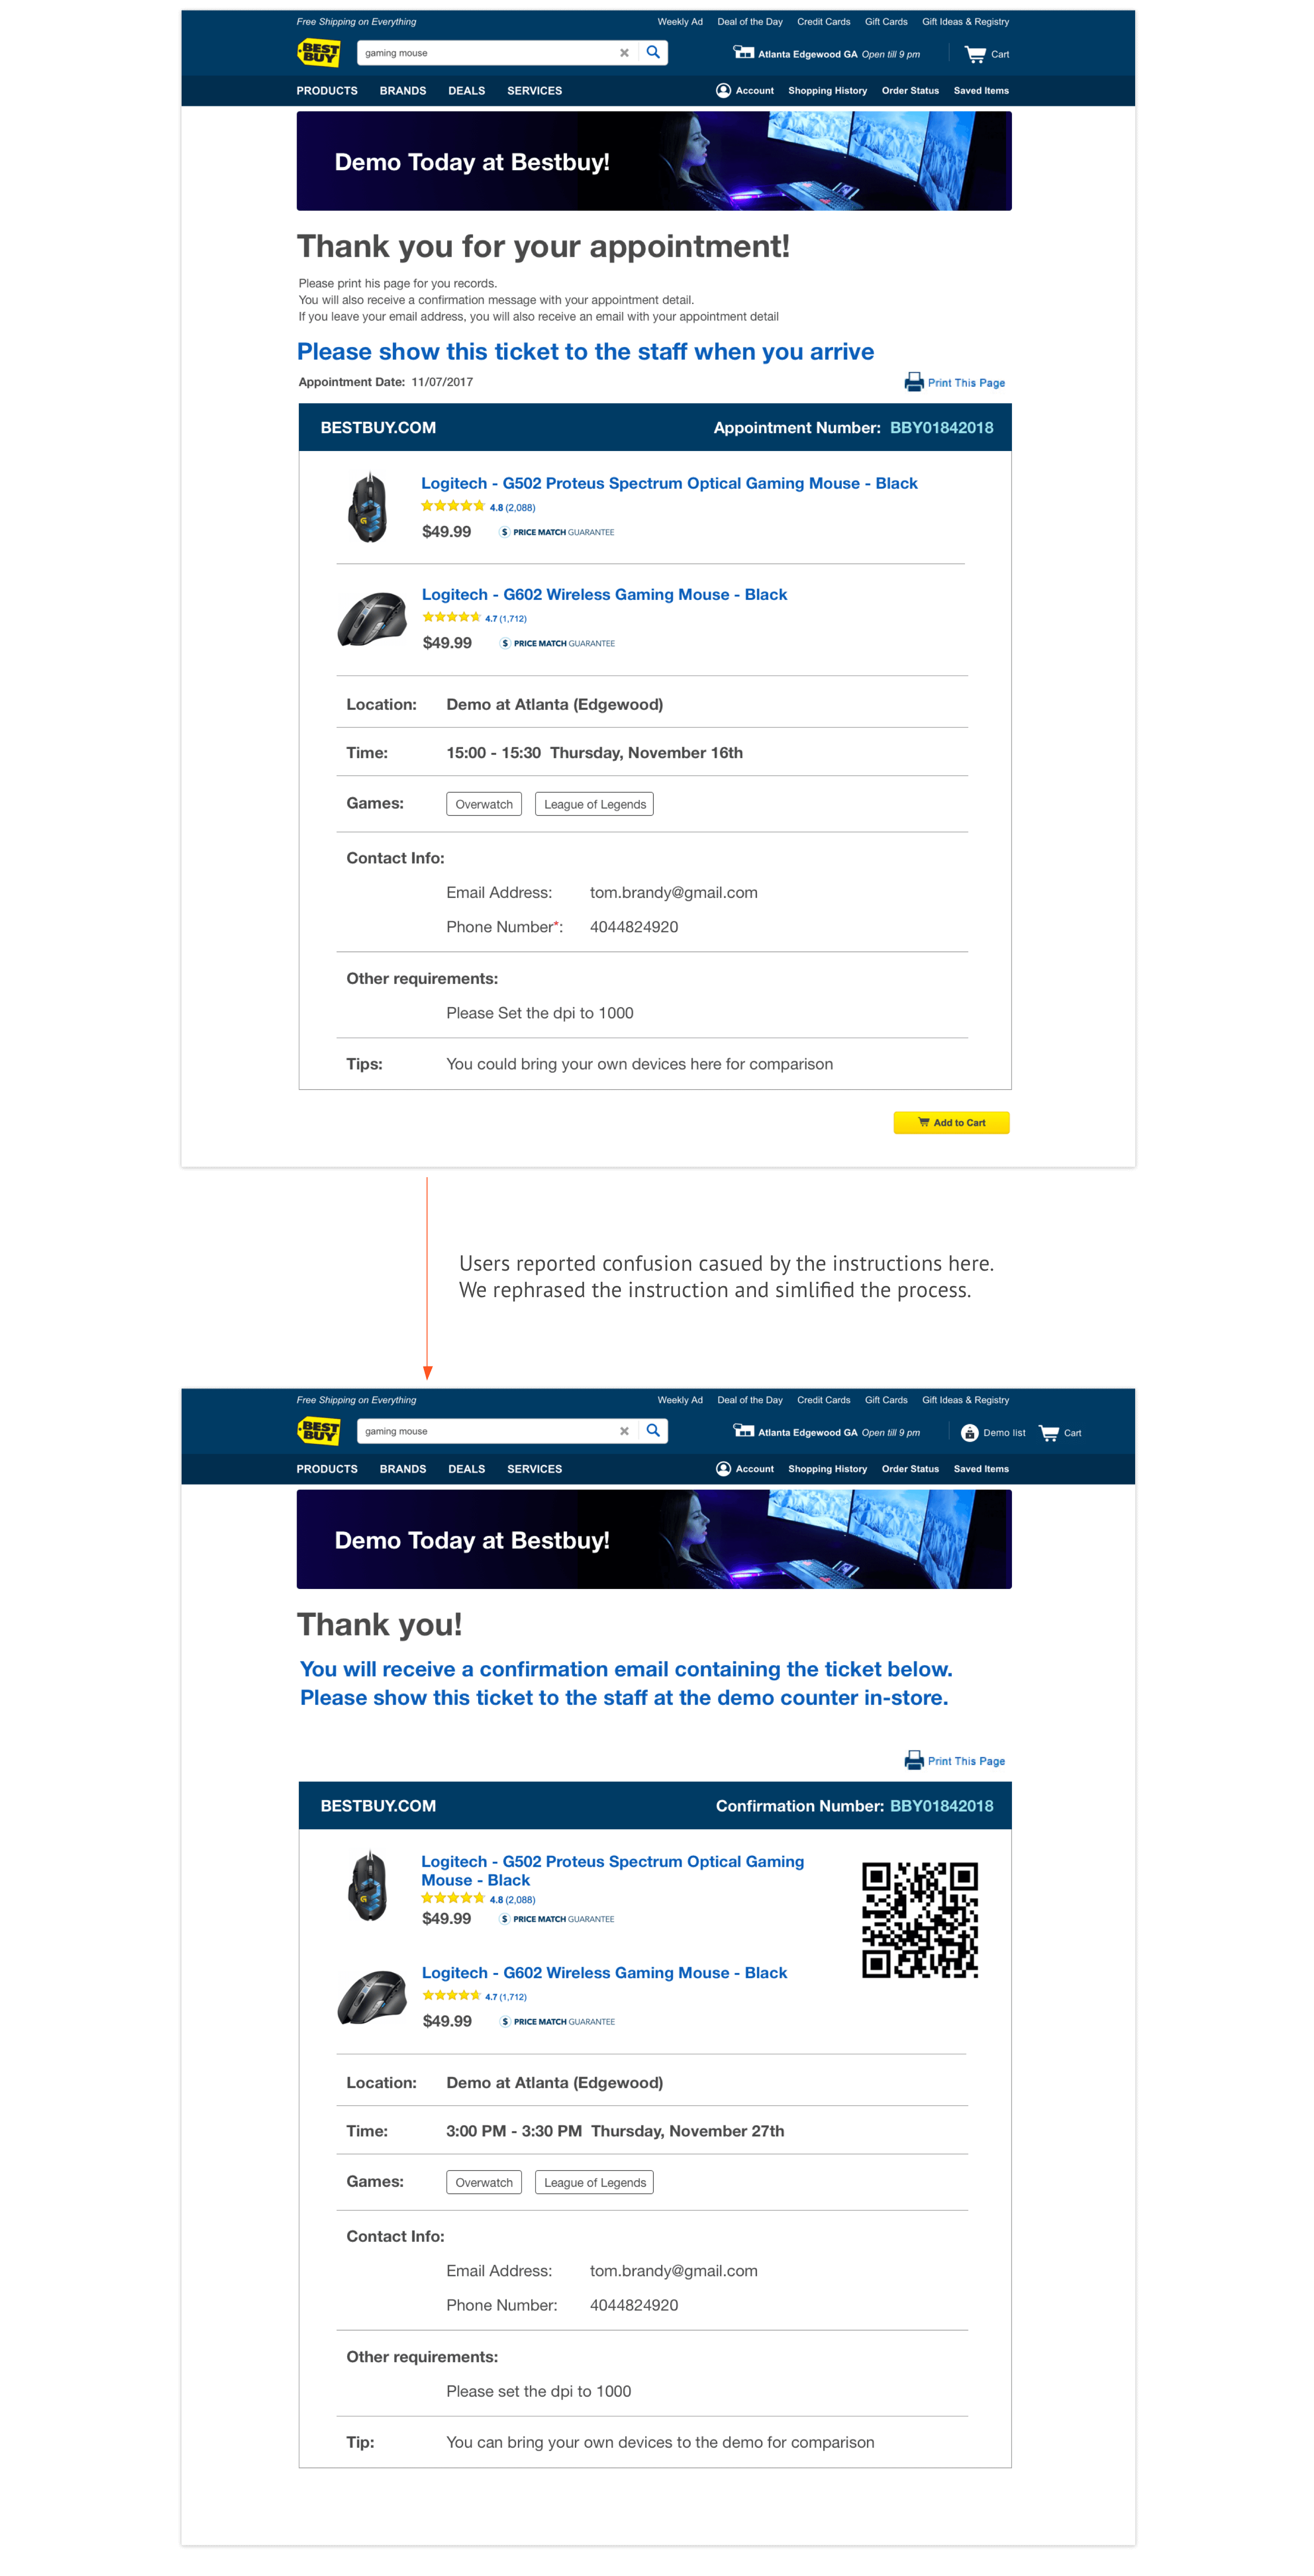 Free Shipping on Everything
Weekly Ad Deal of the Day Credit Cards Gift Cards Gift Ideas & Registry
BEST BUY
gaming mouse
Atlanta Edgewood GA Open till 9 pm
Cart
PRODUCTS BRANDS DEALS SERVICES
Account Shopping History Order Status Saved Items
Demo Today at Bestbuy!
Thank you for your appointment!
Please print his page for you records.
You will also receive a confirmation message with your appointment detail.
If you leave your email address, you will also receive an email with your appointment detail
Please show this ticket to the staff when you arrive
Appointment Date: 11/07/2017
Print This Page
BESTBUY.COM
Appointment Number: BBY01842018
Logitech - G502 Proteus Spectrum Optical Gaming Mouse - Black
4.8 (2,088)
$49.99
$ PRICE MATCH GUARANTEE
Logitech - G602 Wireless Gaming Mouse - Black
4.7 (1,712)
$49.99
$ PRICE MATCH GUARANTEE
Location: Demo at Atlanta (Edgewood)
Time: 15:00 - 15:30 Thursday, November 16th
Games: Overwatch League of Legends
Contact Info:
Email Address: tom.brandy@gmail.com
Phone Number*: 4044824920
Other requirements:
Please Set the dpi to 1000
Tips: You could bring your own devices here for comparison
Add to Cart
Users reported confusion casued by the instructions here.
We rephrased the instruction and simlified the process.
Free Shipping on Everything
Weekly Ad Deal of the Day Credit Cards Gift Cards Gift Ideas & Registry
BEST BUY
gaming mouse
Atlanta Edgewood GA Open till 9 pm
Demo list
Cart
PRODUCTS BRANDS DEALS SERVICES
Account Shopping History Order Status Saved Items
Demo Today at Bestbuy!
Thank you!
You will receive a confirmation email containing the ticket below.
Please show this ticket to the staff at the demo counter in-store.
Print This Page
BESTBUY.COM
Confirmation Number: BBY01842018
Logitech - G502 Proteus Spectrum Optical Gaming
Mouse - Black
4.8 (2,088)
$49.99
$ PRICE MATCH GUARANTEE
Logitech - G602 Wireless Gaming Mouse - Black
4.7 (1,712)
$49.99
$ PRICE MATCH GUARANTEE
Location: Demo at Atlanta (Edgewood)
Time: 3:00 PM - 3:30 PM Thursday, November 27th
Games: Overwatch League of Legends
Contact Info:
Email Address: tom.brandy@gmail.com
Phone Number: 4044824920
Other requirements:
Please set the dpi to 1000
Tip: You can bring your own devices to the demo for comparison